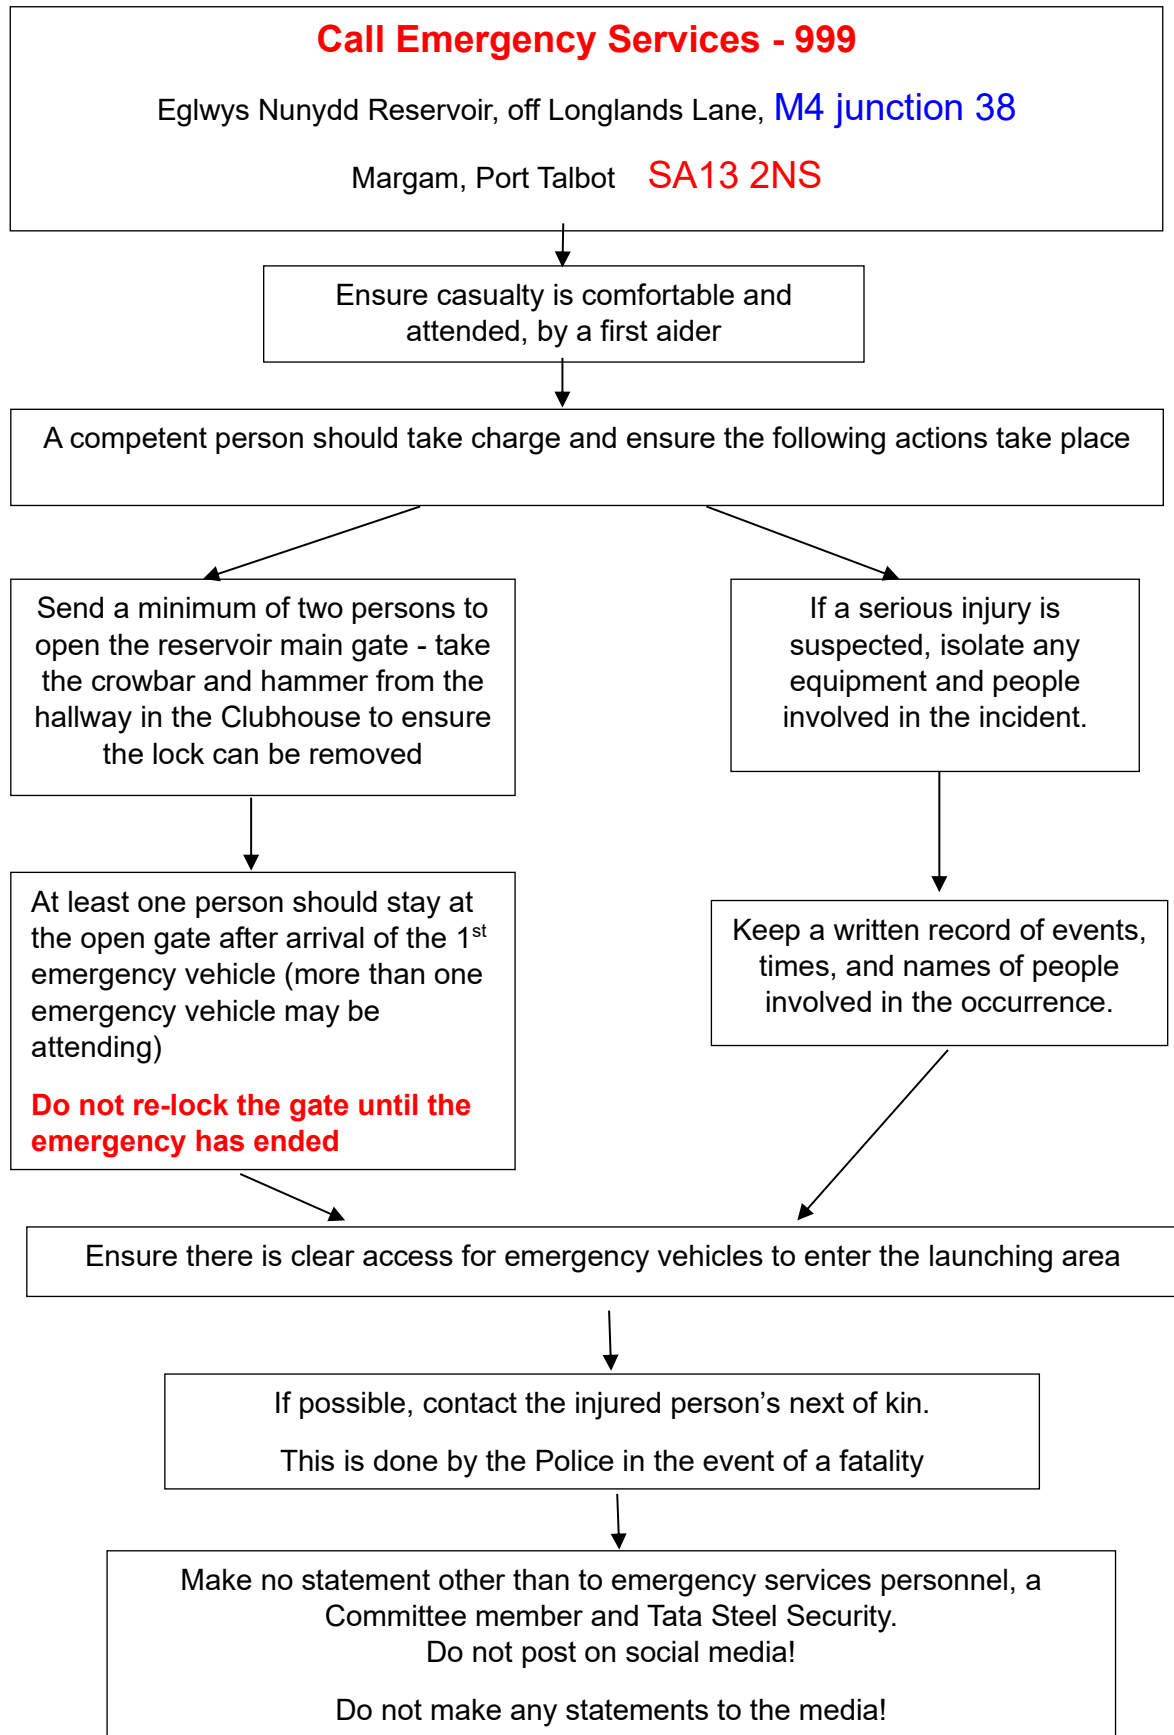 Call Emergency Services - 999
Eglwys Nunydd Reservoir, off Longlands Lane, M4 junction 38
Margam, Port Talbot SA13 2NS
Ensure casualty is comfortable and
attended, by a first aider
A competent person should take charge and ensure the following actions take place
Send a minimum of two persons to
open the reservoir main gate - take
the crowbar and hammer from the
hallway in the Clubhouse to ensure
the lock can be removed
If a serious injury is
suspected, isolate any
equipment and people
involved in the incident.
At least one person should stay at
the open gate after arrival of the 1st
emergency vehicle (more than one
emergency vehicle may be
attending)
Do not re-lock the gate until the
emergency has ended
Keep a written record of events,
times, and names of people
involved in the occurrence.
Ensure there is clear access for emergency vehicles to enter the launching area
If possible, contact the injured person’s next of kin.
This is done by the Police in the event of a fatality
Make no statement other than to emergency services personnel, a
Committee member and Tata Steel Security.
Do not post on social media!
Do not make any statements to the media!